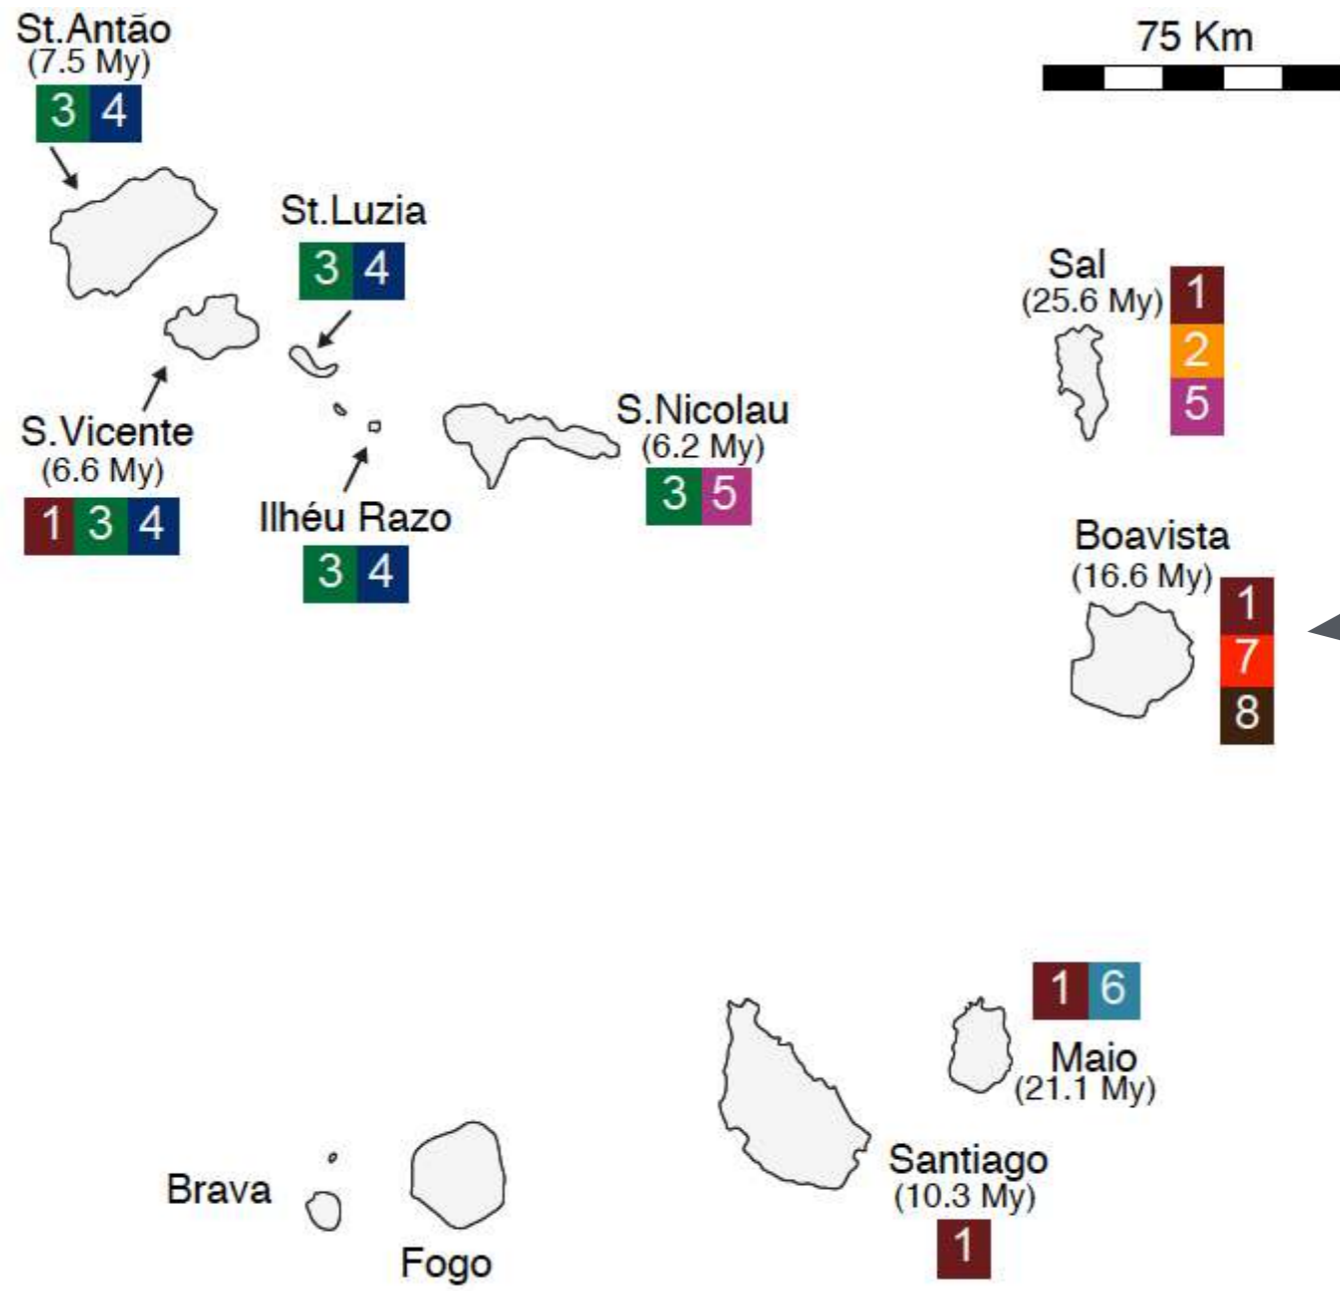 St.Antão
(7.5 My)
3 4
75 Km
St.Luzia
3 4
Sal
(25.6 My)
1
2
5
S.Vicente
(6.6 My)
1 3 4
Ilhéu Razo
3 4
S.Nicolau
(6.2 My)
3 5
Boavista
(16.6 My)
1
7
8
1 6
Maio
(21.1 My)
Santiago
(10.3 My)
1
Brava
Fogo